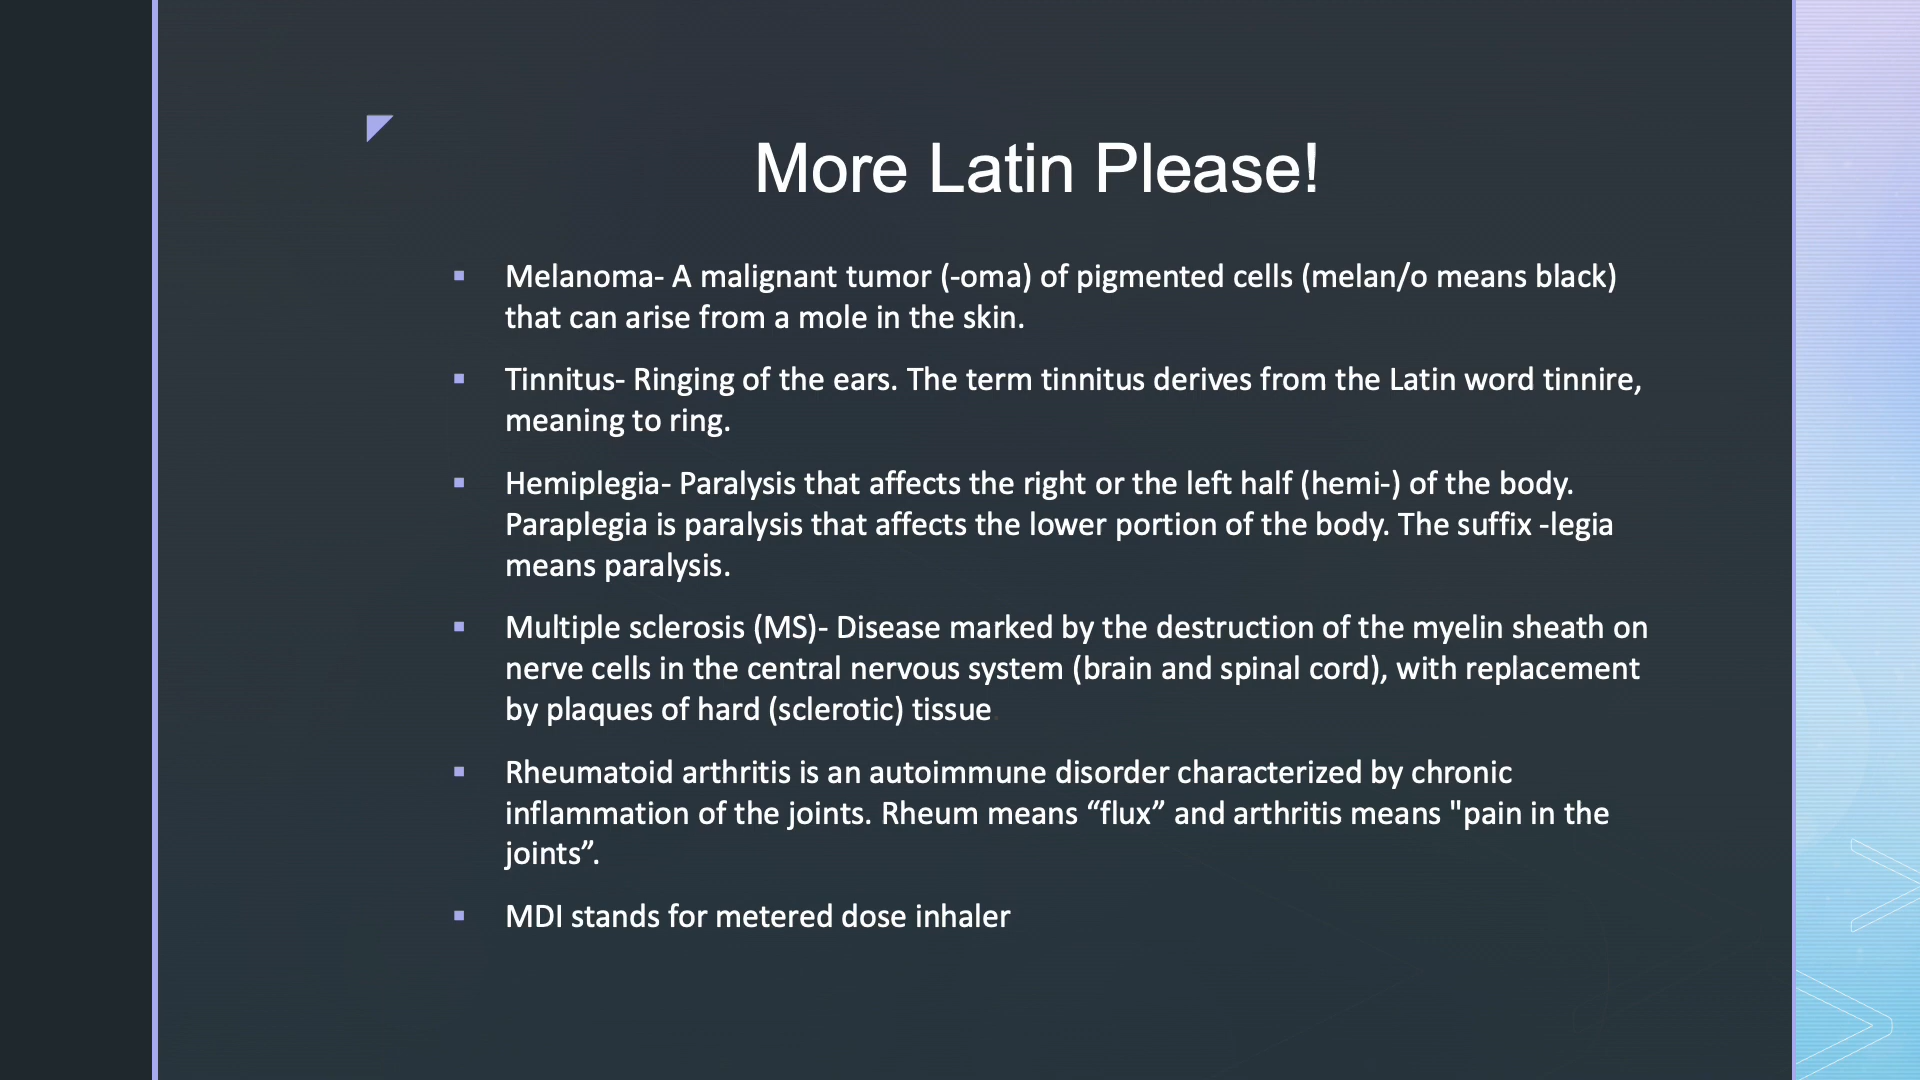 More Latin Please!
Melanoma- A malignant tumor (-oma) of pigmented cells (melan/o means black)
that can arise from a mole in the skin.
Tinnitus- Ringing of the ears. The term tinnitus derives from the Latin word tinnire,
meaning to ring.
Hemiplegia- Paralysis that affects the right or the left half (hemi-) of the body.
Paraplegia is paralysis that affects the lower portion of the body. The suffix -legia
means paralysis.
Multiple sclerosis (MS)- Disease marked by the destruction of the myelin sheath on
nerve cells in the central nervous system (brain and spinal cord), with replacement
by plaques of hard (sclerotic) tissue.
Rheumatoid arthritis is an autoimmune disorder characterized by chronic
inflammation of the joints. Rheum means “flux” and arthritis means "pain in the
joints”.
MDI stands for metered dose inhaler